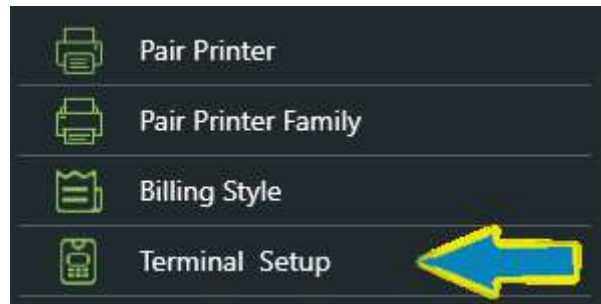 Pair Printer
Pair Printer Family
Billing Style
Terminal  Setup